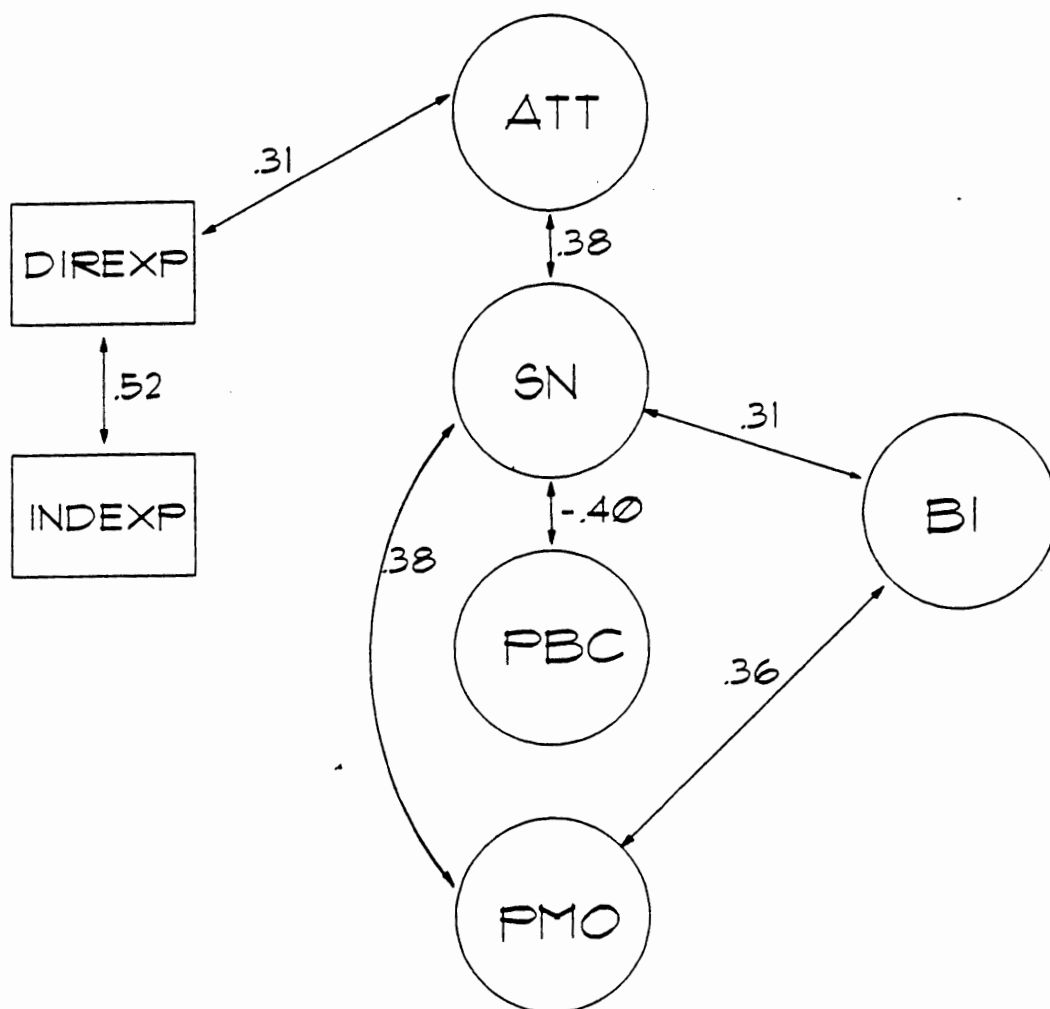 ATT
.31
.38
DIREXP
.52
SN
.31
INDEXP
-.40
BI
.38
PBC
.36
PMO